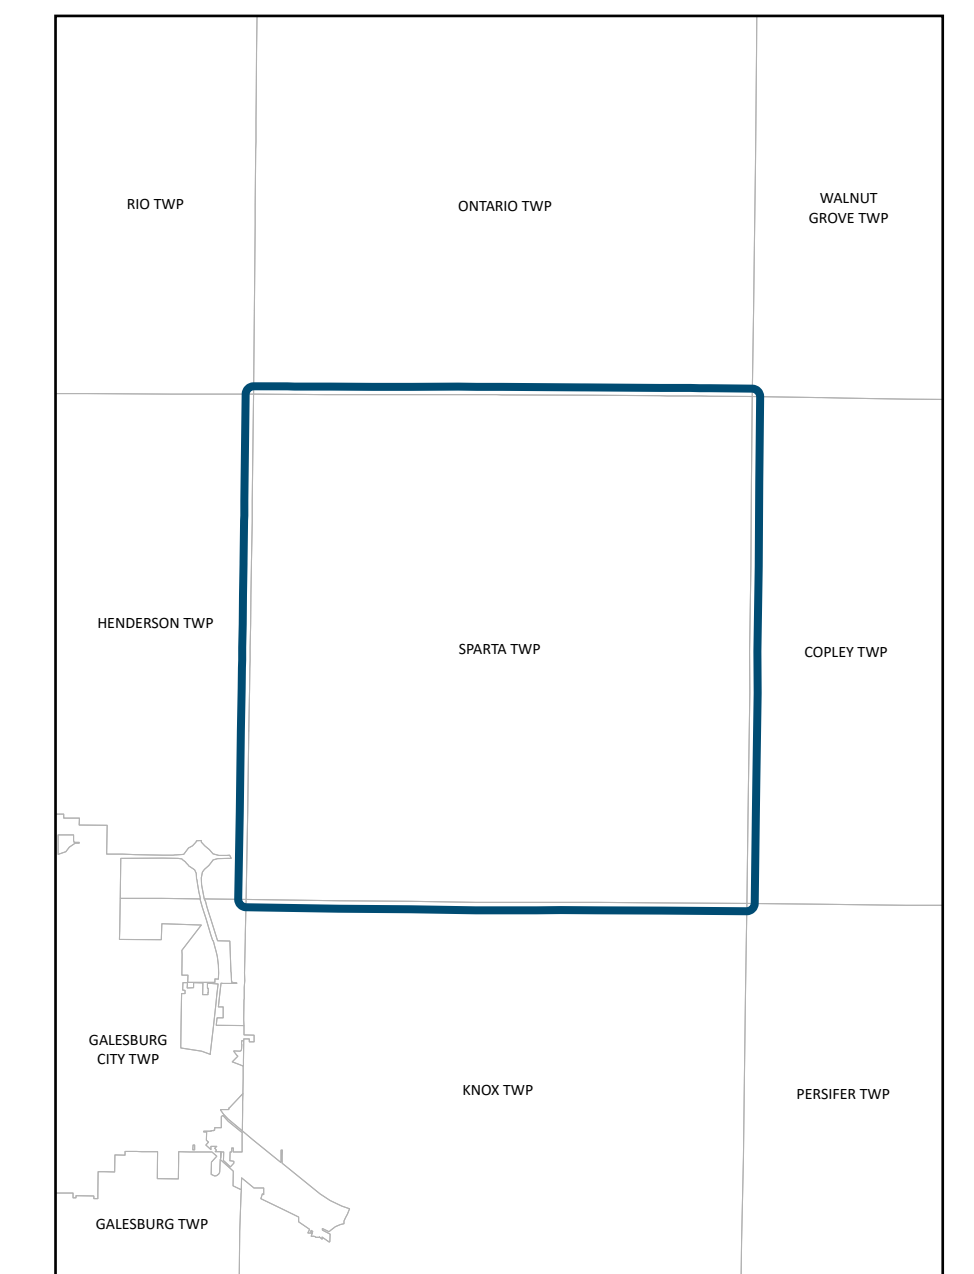 RIO TWP
ONTARIO TWP
WALNUT
GROVE TWP
HENDERSON TWP
SPARTA TWP
COPLEY TWP
GALESBURG
CITY TWP
KNOX TWP
PERSIFER TWP
GALESBURG TWP